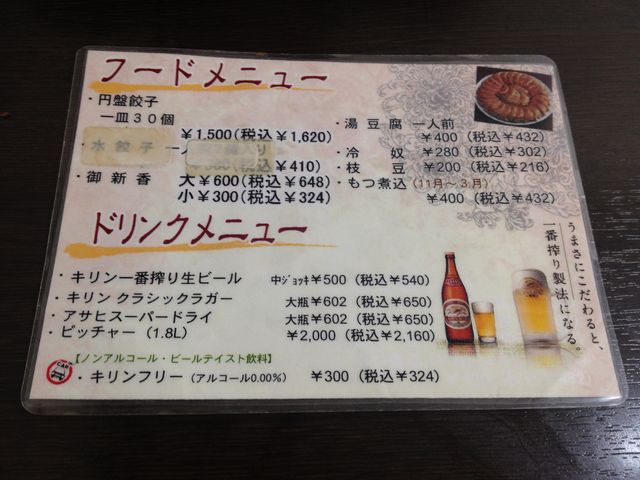 フードメニュー
・円盤餃子
一皿30個
¥1,500(税込¥1,620)
水餃子 一人
¥410)
・御新香 大¥600(税込¥648)
小¥300(税込¥324)
・湯豆腐 一人前
¥400 (税込¥432)
・冷 奴 ¥280 (税込¥302)
・枝 豆 ¥200 (税込¥216)
・もつ煮込 (11月～3月)
¥400 (税込¥432)
ドリンクメニュー
・キリン一番搾り生ビール 中ｼﾞｮｯｷ¥500 (税込¥540)
・キリン クラシックラガー 大瓶¥602 (税込¥650)
・アサヒスーパードライ 大瓶¥602 (税込¥650)
・ピッチャー (1.8L) ¥2,000 (税込¥2,160)
【ノンアルコール・ビールテイスト飲料】
・キリンフリー (アルコール0.00%) ¥300 (税込¥324)
うまさにこだわると、
一番搾り製法になる。